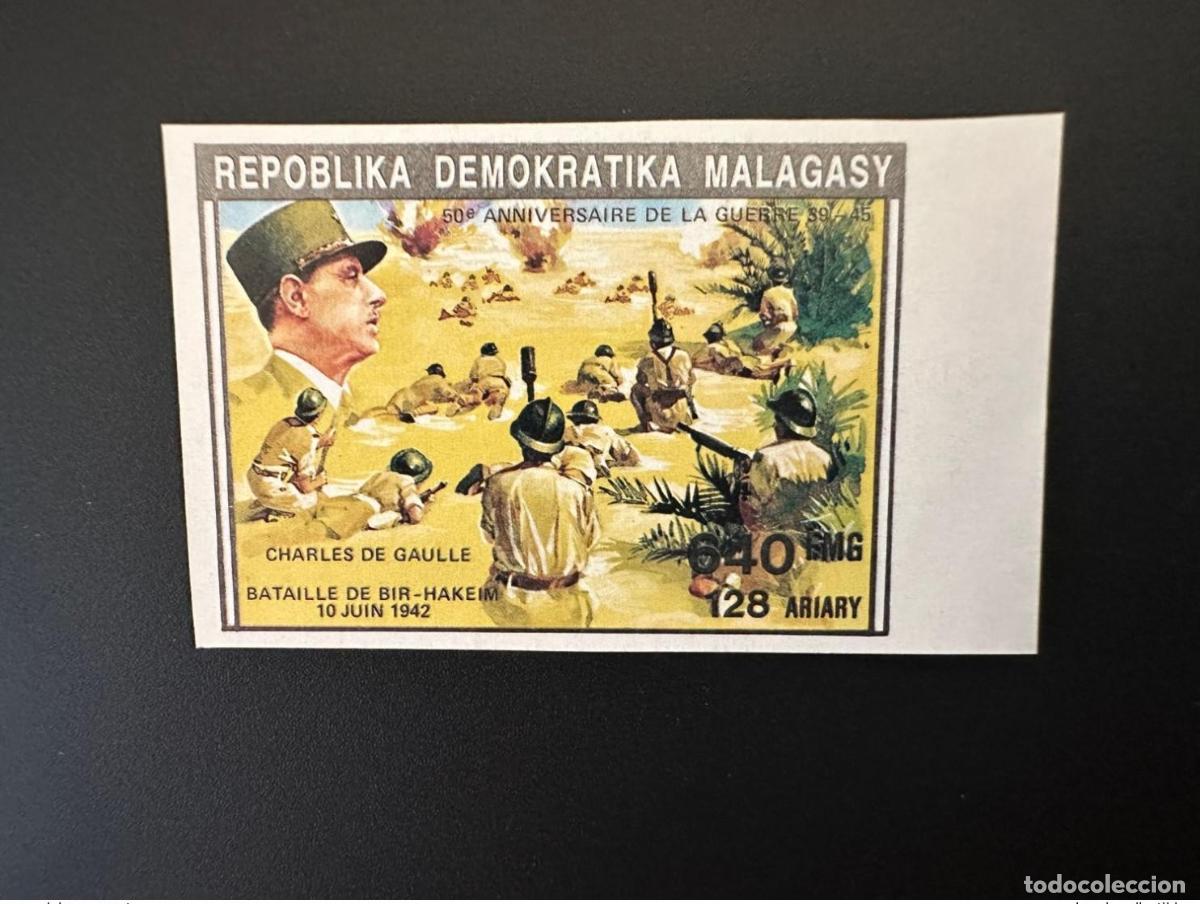 REPOBLIKA DEMOKRATIKA MALAGASY
50e ANNIVERSAIRE DE LA GUERRE 39-45
CHARLES DE GAULLE
BATAILLE DE BIR-HAKEIM
10 JUIN 1942
640 FMG
128 ARIARY
todocoleccion